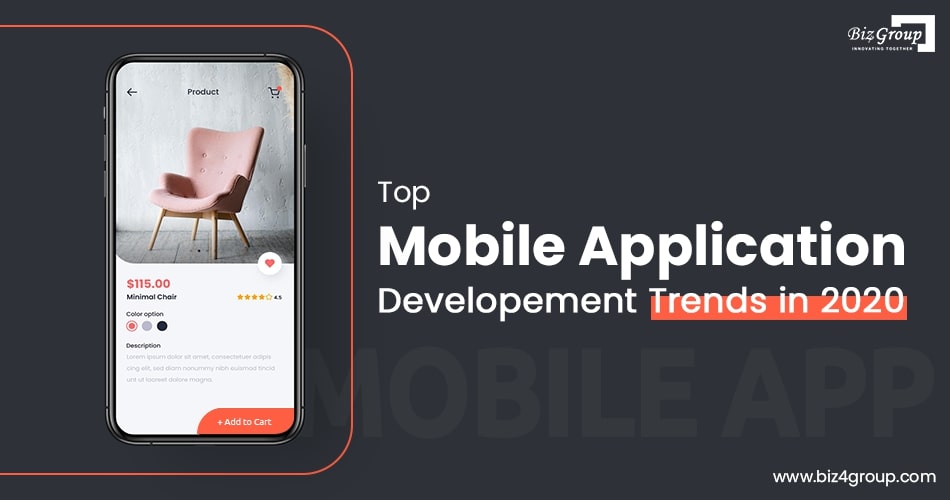 Biz Group
INNOVATING TOGETHER
Product
$115.00
Minimal Chair
4.5
Color option
Description
Lorem ipsum dolor sit amet, consectetuer adipis
cing elit, sed diam nonummy nibh euismod tincid
unt ut laoreet dolore magna.
+ Add to Cart
Top
Mobile Application
Developement Trends in 2020
MOBILE APP
www.biz4group.com